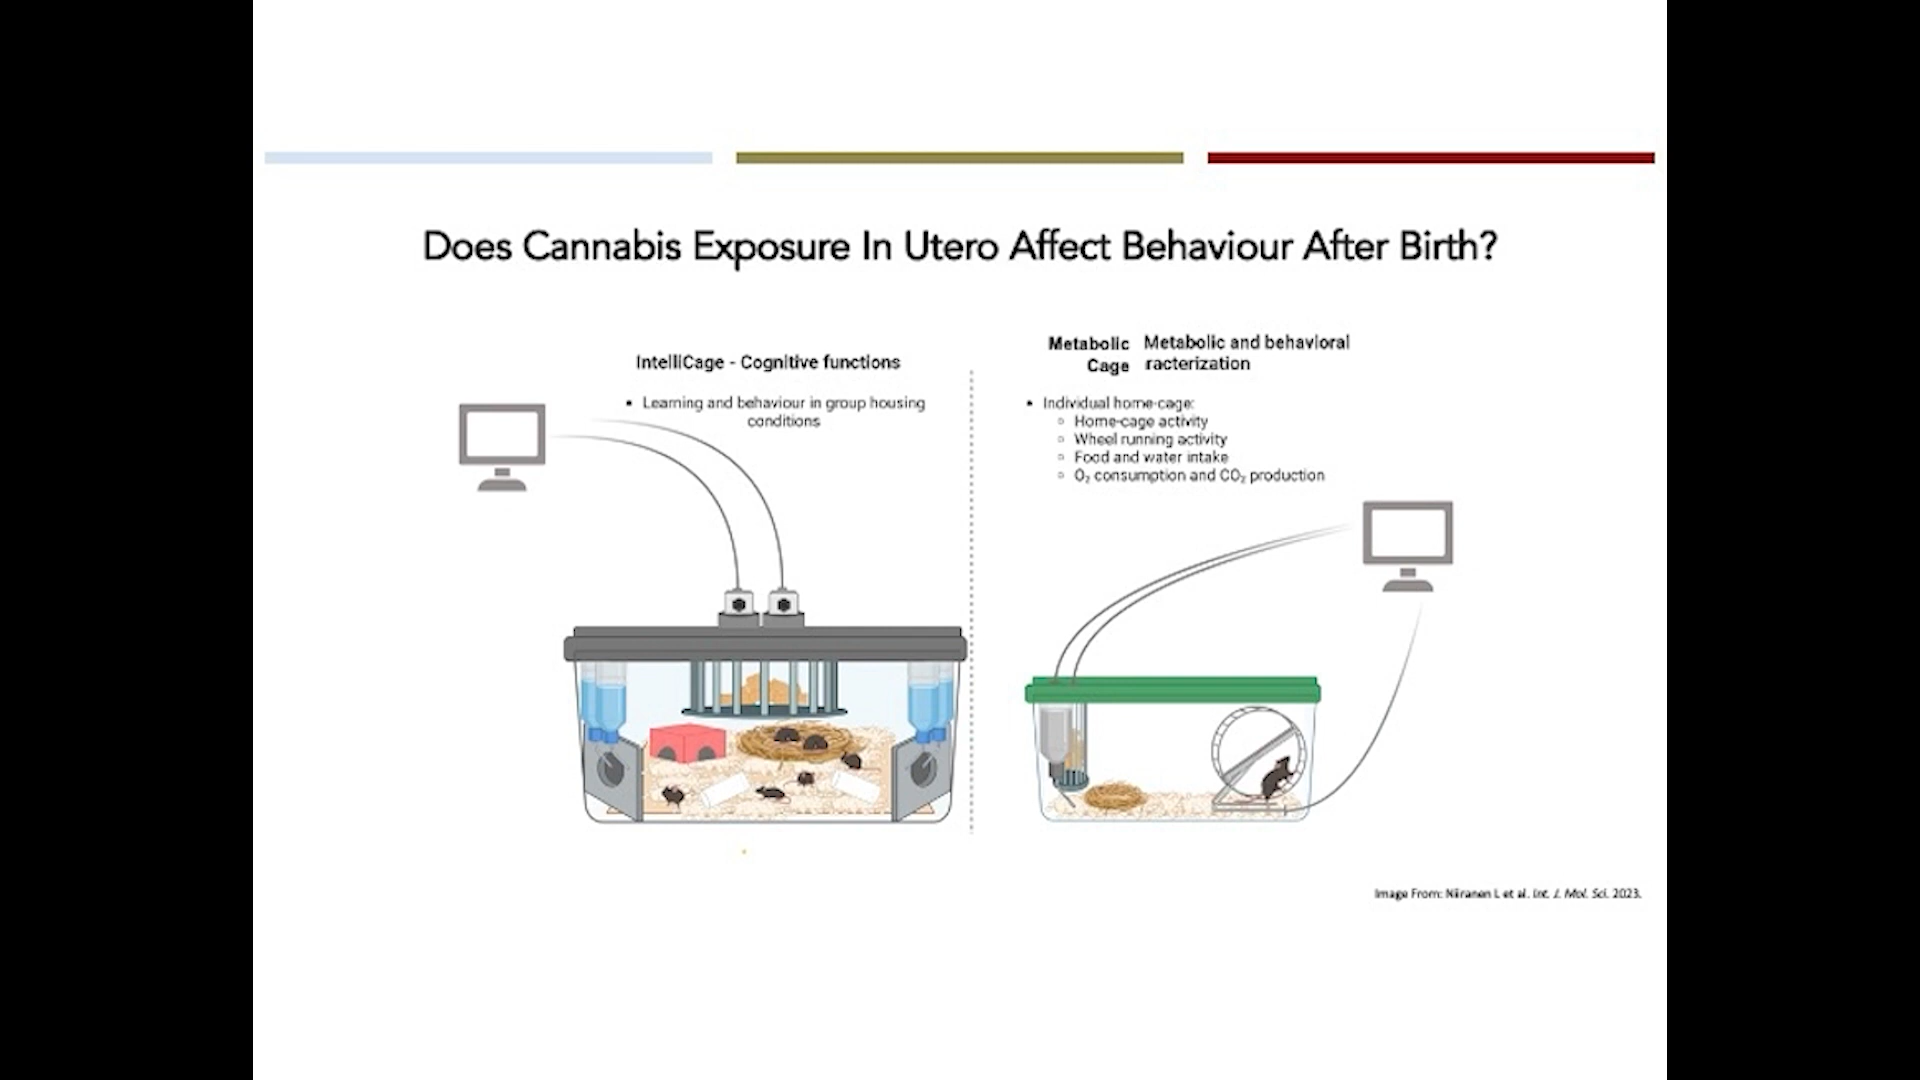 Does Cannabis Exposure In Utero Affect Behaviour After Birth?
IntelliCage - Cognitive functions
• Learning and behaviour in group housing
conditions
Metabolic
Cage
Metabolic and behavioral
racterization
• Individual home-cage:
○ Home-cage activity
○ Wheel running activity
○ Food and water intake
○ O₂ consumption and CO₂ production
Image From: Niiranen L et al. Int. J. Mol. Sci. 2023.